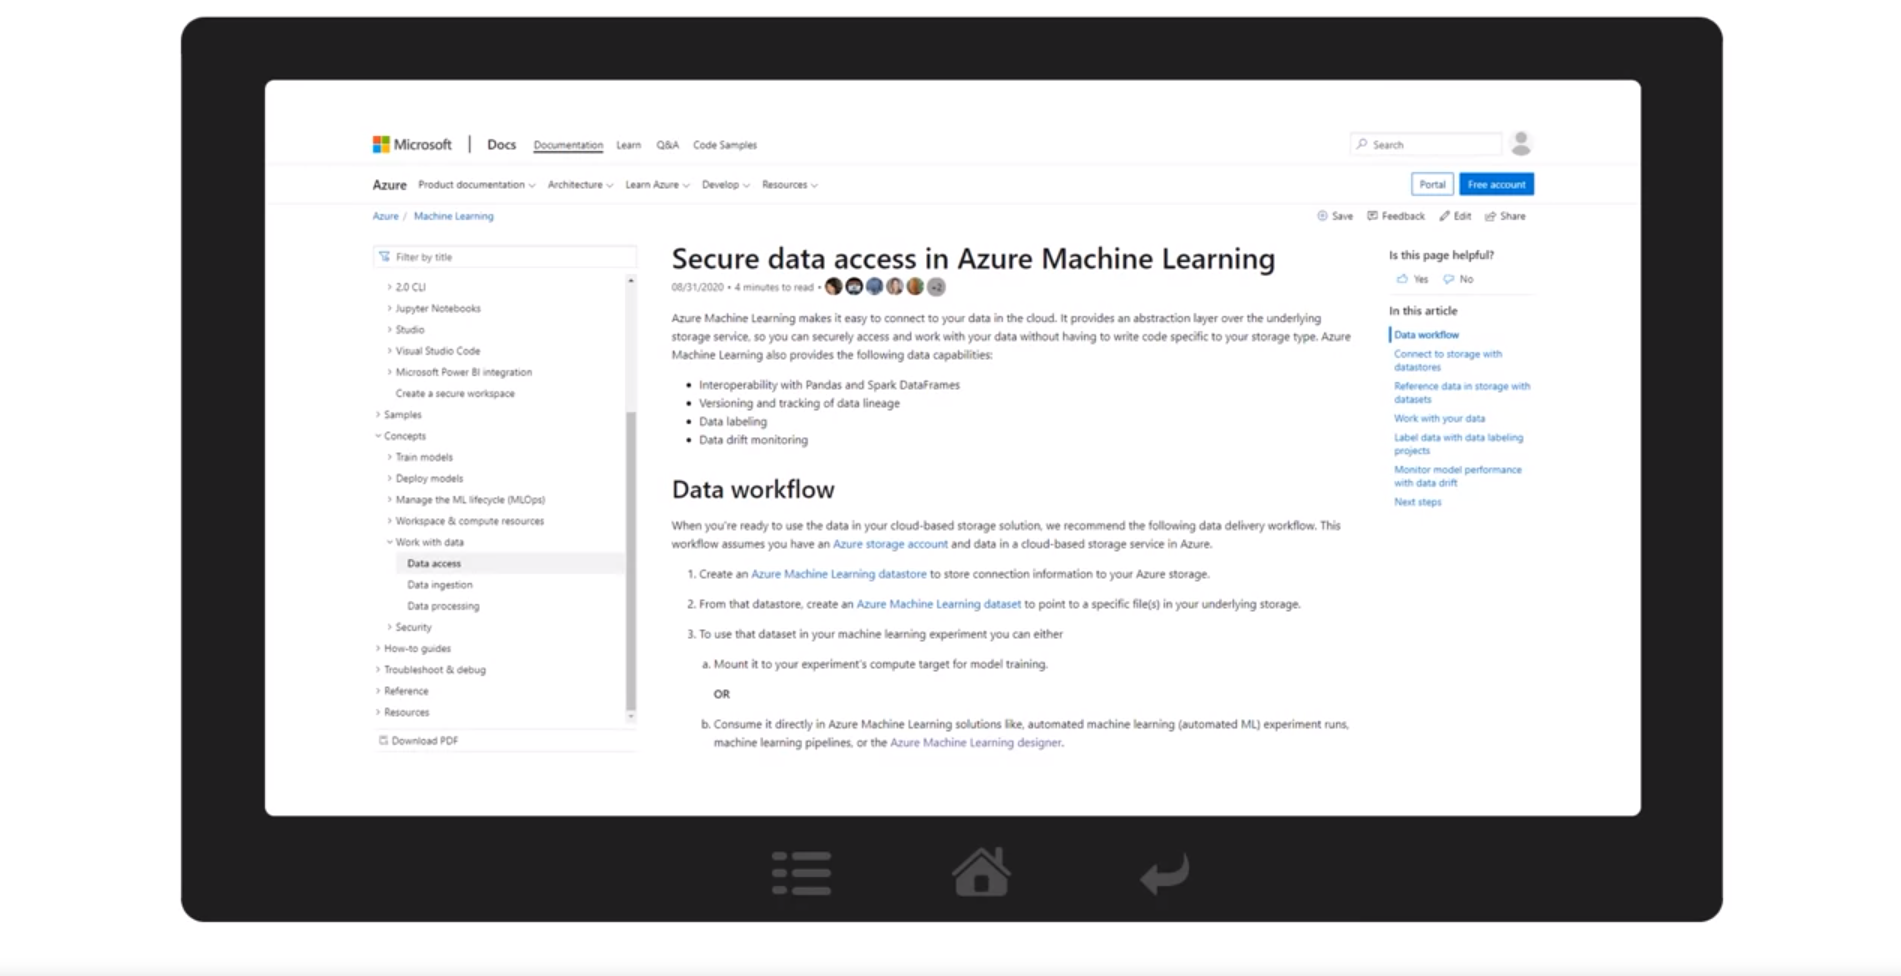 Microsoft | Docs Documentation Learn Q&A Code Samples
Search
Azure Product documentation Architecture Learn Azure Develop Resources
Portal Free account
Azure / Machine Learning
Save Feedback Edit Share
Filter by title
2.0 CLI
Jupyter Notebooks
Studio
Visual Studio Code
Microsoft Power BI integration
Create a secure workspace
Samples
Concepts
Train models
Deploy models
Manage the ML lifecycle (MLOps)
Workspace & compute resources
Work with data
Data access
Data ingestion
Data processing
Security
How-to guides
Troubleshoot & debug
Reference
Resources
Download PDF
Secure data access in Azure Machine Learning
08/31/2020 • 4 minutes to read •
Azure Machine Learning makes it easy to connect to your data in the cloud. It provides an abstraction layer over the underlying
storage service, so you can securely access and work with your data without having to write code specific to your storage type. Azure
Machine Learning also provides the following data capabilities:
• Interoperability with Pandas and Spark DataFrames
• Versioning and tracking of data lineage
• Data labeling
• Data drift monitoring
Data workflow
When you're ready to use the data in your cloud-based storage solution, we recommend the following data delivery workflow. This
workflow assumes you have an Azure storage account and data in a cloud-based storage service in Azure.
1. Create an Azure Machine Learning datastore to store connection information to your Azure storage.
2. From that datastore, create an Azure Machine Learning dataset to point to a specific file(s) in your underlying storage.
3. To use that dataset in your machine learning experiment you can either
a. Mount it to your experiment's compute target for model training.
OR
b. Consume it directly in Azure Machine Learning solutions like, automated machine learning (automated ML) experiment runs,
machine learning pipelines, or the Azure Machine Learning designer.
Is this page helpful?
Yes No
In this article
Data workflow
Connect to storage with
datastores
Reference data in storage with
datasets
Work with your data
Label data with data labeling
projects
Monitor model performance
with data drift
Next steps